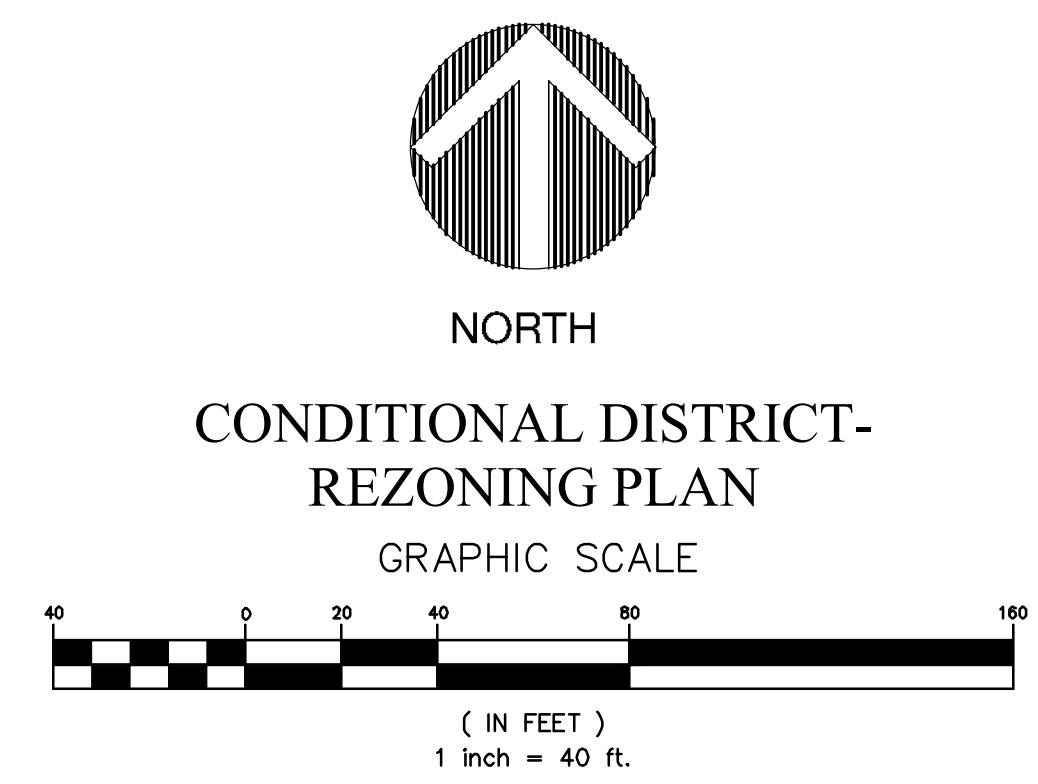 NORTH
CONDITIONAL DISTRICT-
REZONING PLAN
GRAPHIC SCALE
40 0 20 40 80 160
( IN FEET )
1 inch = 40 ft.